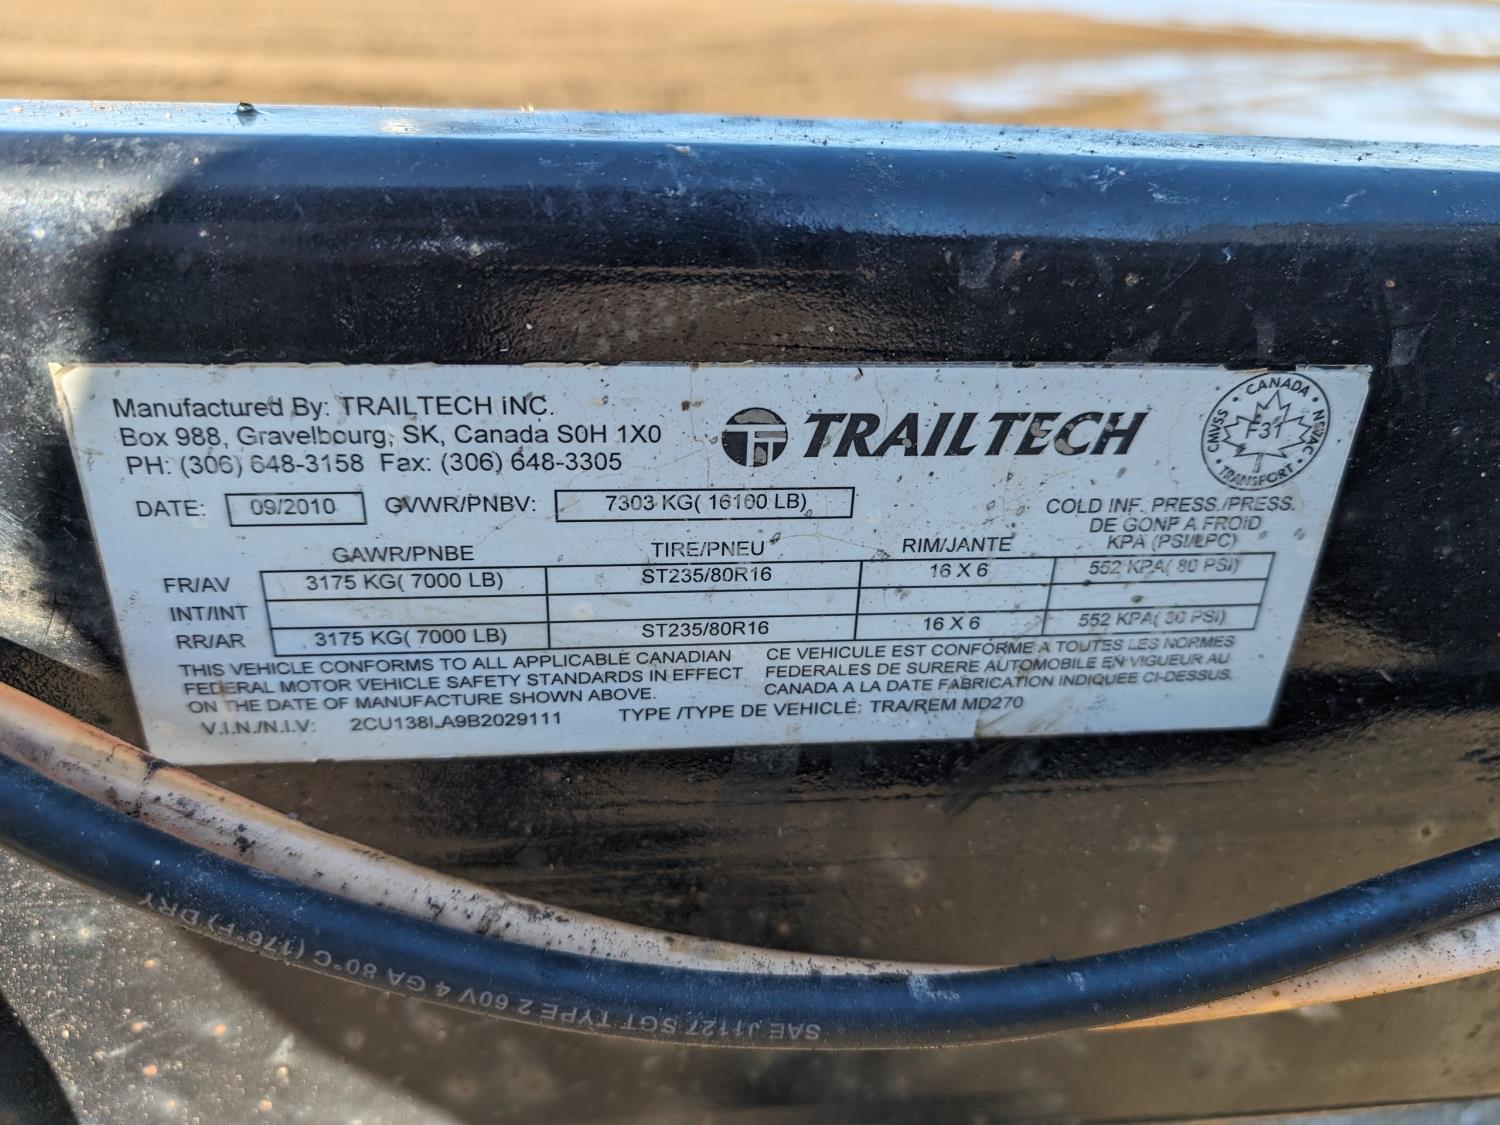 Manufactured By: TRAILTECH INC.
Box 988, Gravelbourg, SK, Canada S0H 1X0
PH: (306) 648-3158 Fax: (306) 648-3305
TRAILTECH
CMVSS CANADA NSVAC
TRANSPORT
DATE: 09/2010 GVWR/PNBV: 7303 KG( 16100 LB)
COLD INF. PRESS./PRESS.
DE GONF A FROID
KPA (PSI/LPC)
GAWR/PNBE TIRE/PNEU RIM/JANTE
FR/AV 3175 KG( 7000 LB) ST235/80R16 16 X 6 552 KPA( 80 PSI)
INT/INT
RR/AR 3175 KG( 7000 LB) ST235/80R16 16 X 6 552 KPA( PSI)
THIS VEHICLE CONFORMS TO ALL APPLICABLE CANADIAN
FEDERAL MOTOR VEHICLE SAFETY STANDARDS IN EFFECT
ON THE DATE OF MANUFACTURE SHOWN ABOVE.
CE VEHICULE EST CONFORME A TOUTES LES NORMES
FEDERALES DE SURERE AUTOMOBILE EN VIGUEUR AU
CANADA A LA DATE FABRICATION INDIQUEE CI-DESSUS.
V.I.N./N.I.V: 2CU138LA9B2029111 TYPE /TYPE DE VEHICLE: TRA/REM MD270
SAE J1127 SGT TYPE 2 60V 4 GA 80°C (176°F) DRY